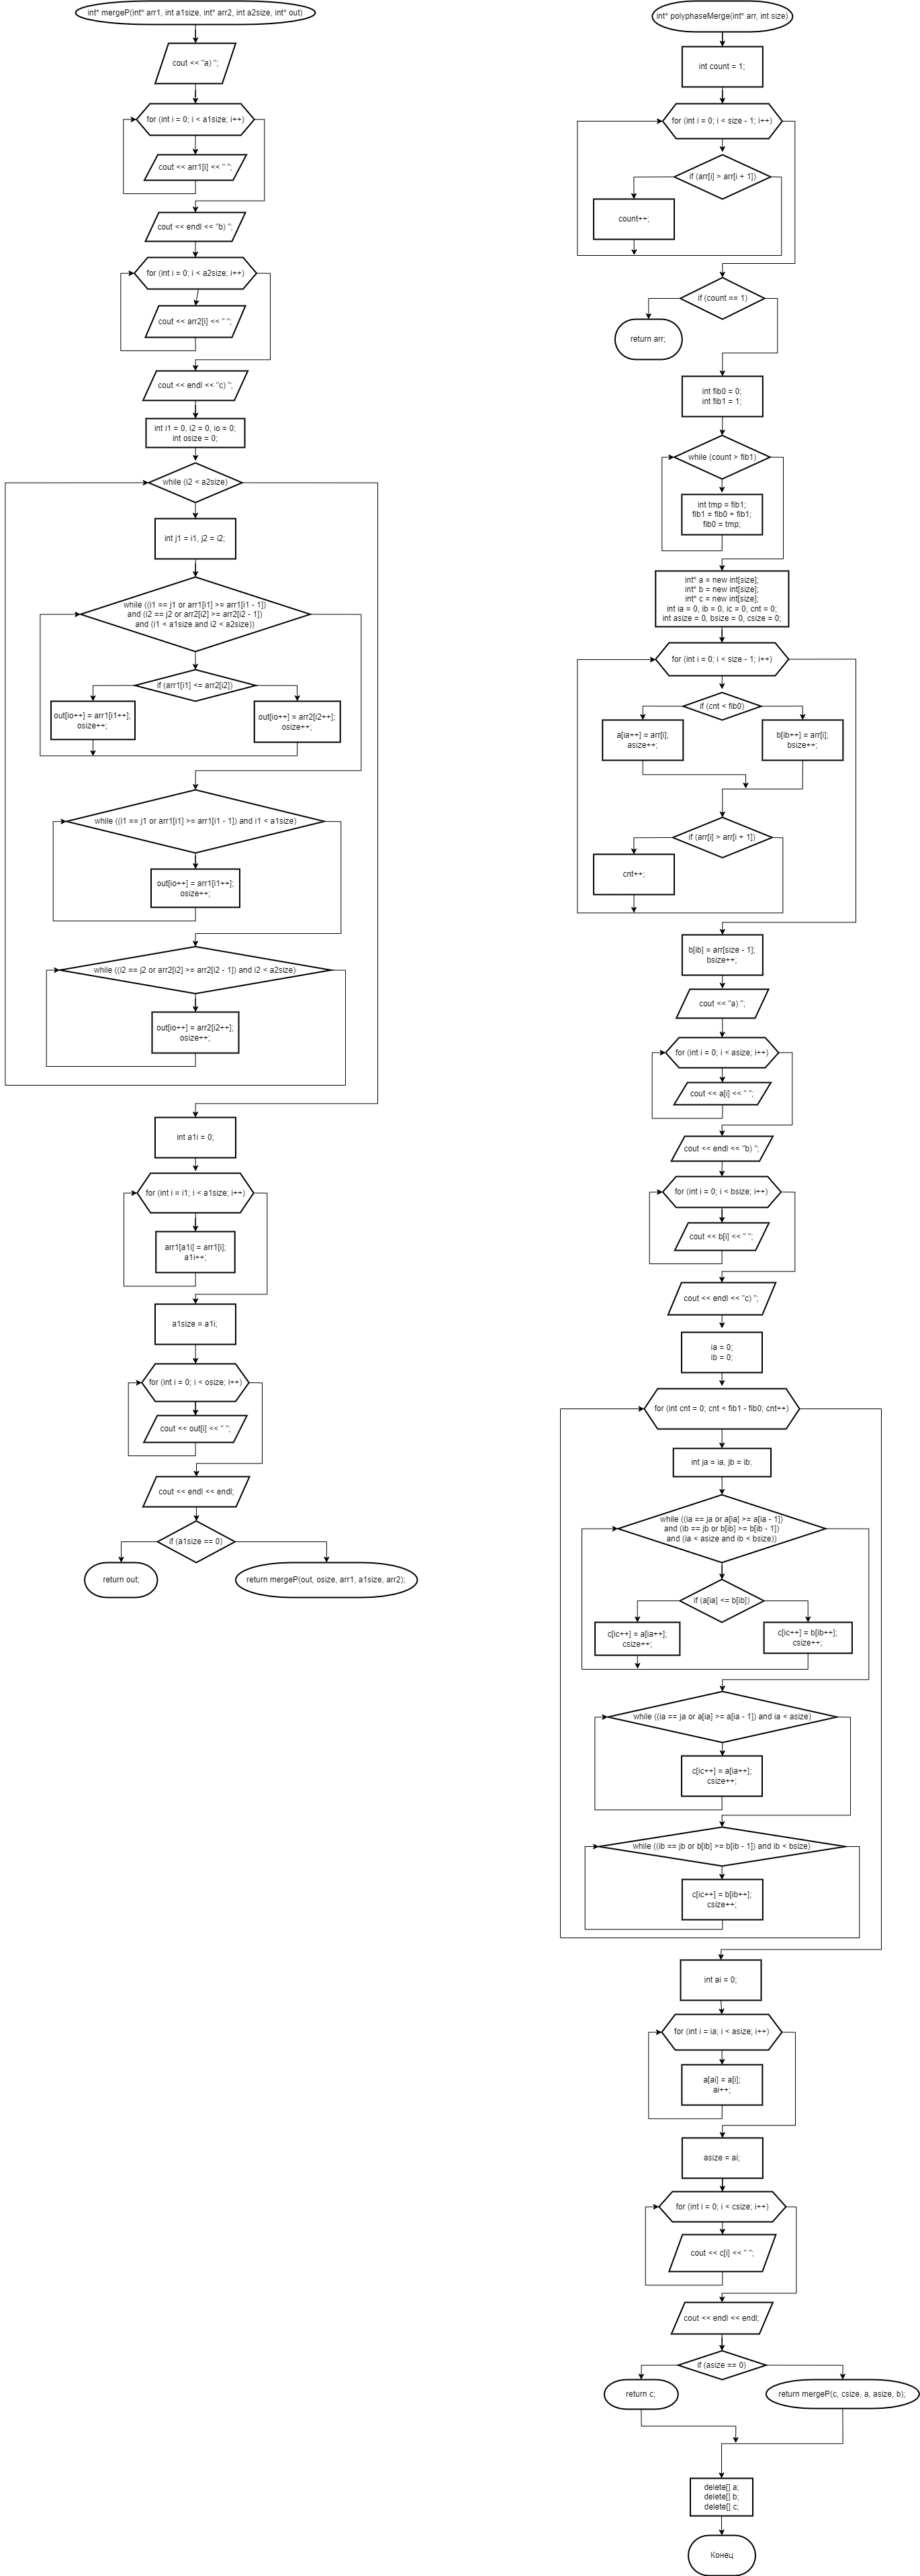 int* mergeP(int* arr1, int a1size, int* arr2, int a2size, int* out)
cout << "a) ";
for (int i = 0; i < a1size; i++)
cout << arr1[i] << " ";
cout << endl << "b) ";
for (int i = 0; i < a2size; i++)
cout << arr2[i] << " ";
cout << endl << "c) ";
int i1 = 0, i2 = 0, io = 0;
int osize = 0;
while (i2 < a2size)
int j1 = i1, j2 = i2;
while ((i1 == j1 or arr1[i1] >= arr1[i1 - 1])
and (i2 == j2 or arr2[i2] >= arr2[i2 - 1])
and (i1 < a1size and i2 < a2size))
if (arr1[i1] <= arr2[i2])
out[io++] = arr1[i1++];
osize++;
out[io++] = arr2[i2++];
osize++;
while ((i1 == j1 or arr1[i1] >= arr1[i1 - 1]) and i1 < a1size)
out[io++] = arr1[i1++];
osize++;
while ((i2 == j2 or arr2[i2] >= arr2[i2 - 1]) and i2 < a2size)
out[io++] = arr2[i2++];
osize++;
int a1i = 0;
for (int i = i1; i < a1size; i++)
arr1[a1i] = arr1[i];
a1i++;
a1size = a1i;
for (int i = 0; i < osize; i++)
cout << out[i] << " ";
cout << endl << endl;
if (a1size == 0)
return out;
return mergeP(out, osize, arr1, a1size, arr2);
int* polyphaseMerge(int* arr, int size)
int count = 1;
for (int i = 0; i < size - 1; i++)
if (arr[i] > arr[i + 1])
count++;
if (count == 1)
return arr;
int fib0 = 0;
int fib1 = 1;
while (count > fib1)
int tmp = fib1;
fib1 = fib0 + fib1;
fib0 = tmp;
int* a = new int[size];
int* b = new int[size];
int* c = new int[size];
int ia = 0, ib = 0, ic = 0, cnt = 0;
int asize = 0, bsize = 0, csize = 0;
for (int i = 0; i < size - 1; i++)
if (cnt < fib0)
a[ia++] = arr[i];
asize++;
b[ib++] = arr[i];
bsize++;
if (arr[i] > arr[i + 1])
cnt++;
b[ib] = arr[size - 1];
bsize++;
cout << "a) ";
for (int i = 0; i < asize; i++)
cout << a[i] << " ";
cout << endl << "b) ";
for (int i = 0; i < bsize; i++)
cout << b[i] << " ";
cout << endl << "c) ";
ia = 0;
ib = 0;
for (int cnt = 0; cnt < fib1 - fib0; cnt++)
int ja = ia, jb = ib;
while ((ia == ja or a[ia] >= a[ia - 1])
and (ib == jb or b[ib] >= b[ib - 1])
and (ia < asize and ib < bsize))
if (a[ia] <= b[ib])
c[ic++] = a[ia++];
csize++;
c[ic++] = b[ib++];
csize++;
while ((ia == ja or a[ia] >= a[ia - 1]) and ia < asize)
c[ic++] = a[ia++];
csize++;
while ((ib == jb or b[ib] >= b[ib - 1]) and ib < bsize)
c[ic++] = b[ib++];
csize++;
int ai = 0;
for (int i = ia; i < asize; i++)
a[ai] = a[i];
ai++;
asize = ai;
for (int i = 0; i < csize; i++)
cout << c[i] << " ";
cout << endl << endl;
if (asize == 0)
return c;
return mergeP(c, csize, a, asize, b);
delete[] a;
delete[] b;
delete[] c;
Конец